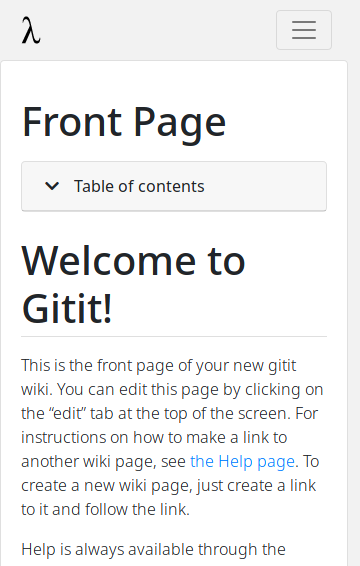 λ
Front Page
Table of contents
Welcome to
Gitit!
This is the front page of your new gitit
wiki. You can edit this page by clicking on
the “edit” tab at the top of the screen. For
instructions on how to make a link to
another wiki page, see the Help page. To
create a new wiki page, just create a link
to it and follow the link.
Help is always available through the